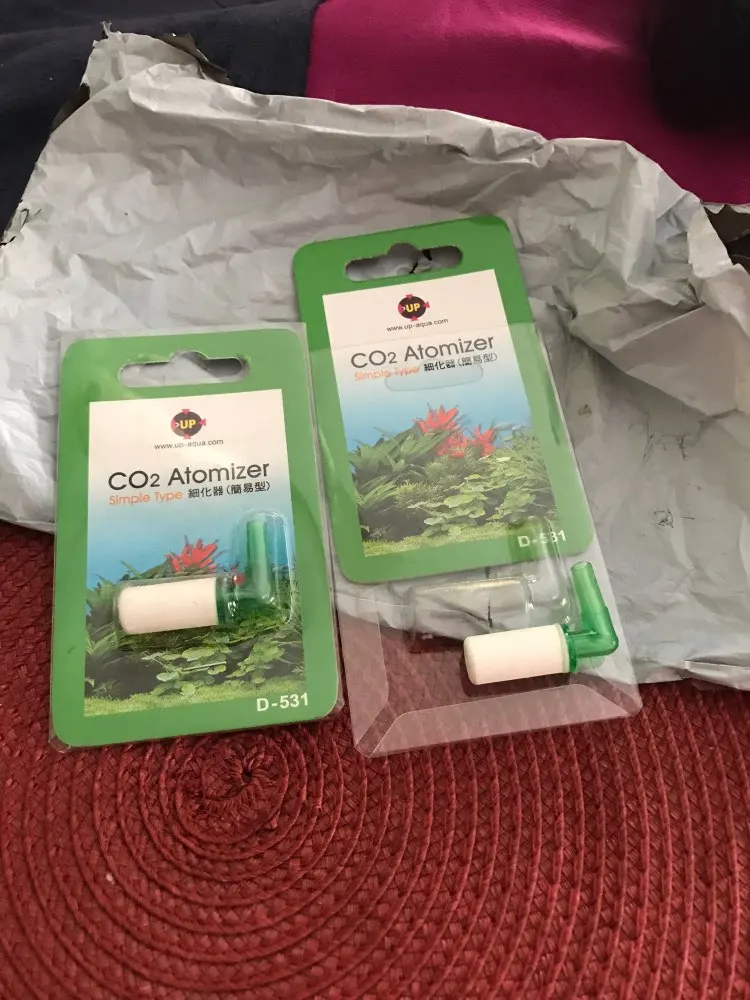 UP
www.up-aqua.com
CO2 Atomizer
Simple Type 細化器(簡易型)
D-531
UP
www.up-aqua.com
CO2 Atomizer
Simple Type 細化器(簡易型)
D-531